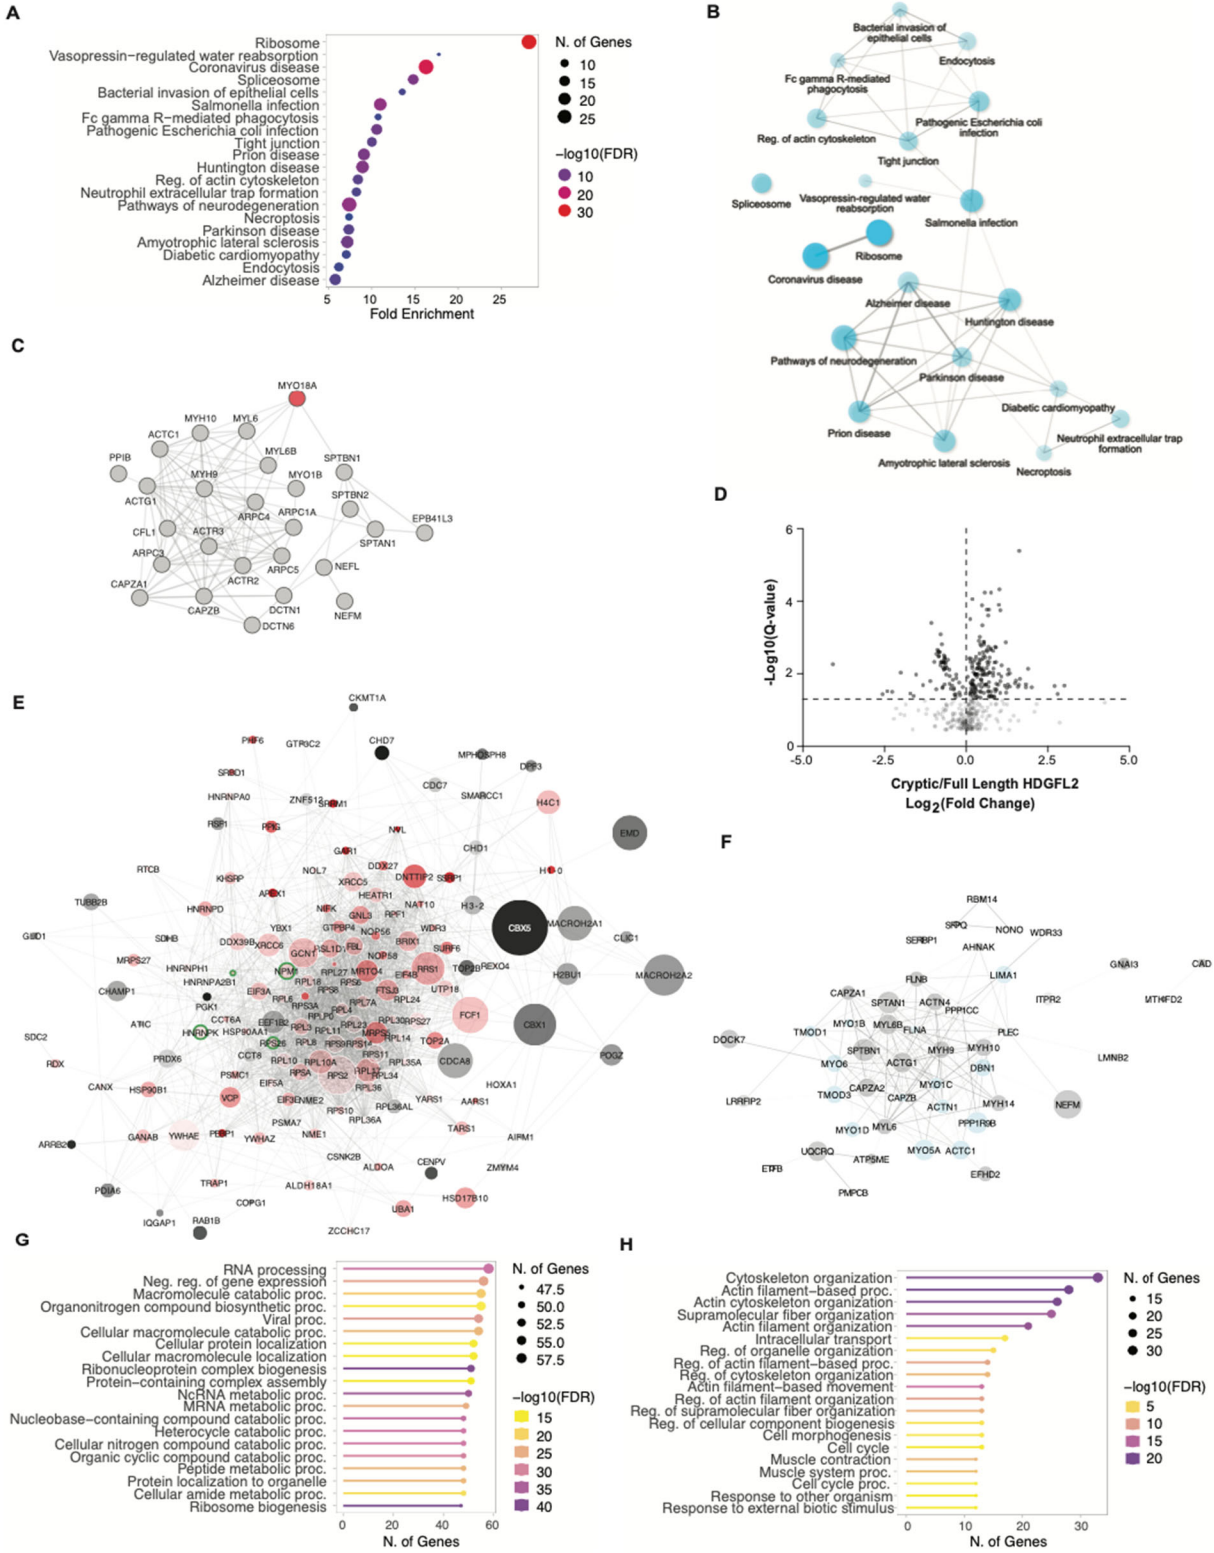 A
Ribosome
Vasopressin−regulated water reabsorption
Coronavirus disease
Spliceosome
Bacterial invasion of epithelial cells
Salmonella infection
Fc gamma R−mediated phagocytosis
Pathogenic Escherichia coli infection
Tight junction
Prion disease
Huntington disease
Reg. of actin cytoskeleton
Neutrophil extracellular trap formation
Pathways of neurodegeneration
Necroptosis
Parkinson disease
Amyotrophic lateral sclerosis
Diabetic cardiomyopathy
Endocytosis
Alzheimer disease
5 10 15 20 25
Fold Enrichment
N. of Genes
10
15
20
25
−log10(FDR)
10
20
30
B
Bacterial invasion of
epithelial cells
Endocytosis
Fc gamma R-mediated
phagocytosis
Pathogenic Escherichia coli
infection
Reg. of actin cytoskeleton
Tight junction
Spliceosome
Vasopressin-regulated water
reabsorption
Salmonella infection
Ribosome
Coronavirus disease
Alzheimer disease
Huntington disease
Pathways of neurodegeneration
Parkinson disease
Diabetic cardiomyopathy
Prion disease
Neutrophil extracellular trap
formation
Amyotrophic lateral sclerosis
Necroptosis
C
MYO18A
MYH10 MYL6
ACTC1
MYL6B
PPIB
SPTBN1
MYH9 MYO1B
ACTG1
SPTBN2
ARPC4 ARPC1A
EPB41L3
CFL1 ACTR3
SPTAN1
ARPC3
ARPC5
NEFL
ACTR2
CAPZA1
CAPZB
DCTN1
NEFM
DCTN6
D
6
4
2
0
-Log10(Q-value)
-5.0 -2.5 0.0 2.5 5.0
Cryptic/Full Length HDGFL2
Log2(Fold Change)
E
CKMT1A
PHF6
GTF3C2
CHD7
MPHOSPH8
DPF3
CDC7
SMARCC1
HNRNPA0
ZNF512
SRRM1
H4C1
RSF1
PPIG
NVL
EMD
GAR1
CHD1
RTCB
NOL7
DDX27
H1-0
KHSRP
XRCC5
DNTTIP2
SSRP1
HEATR1
TUBB2B
HNRNPD
NIFK
NAT10
H3-2
GNL3
RPF1
CBX5
MACROH2A1
YBX1
GTPBP4
NOP56
WDR3
CLIC1
DDX39B
XRCC6
GCN1
FBL
BRIX1
SURF6
MRPS27
NOP58
HNRNPH1
NPM1
RPL27
MRTO4
RRS1
TOP2B
REXO4
H2BU1
MACROH2A2
HNRNPA2B1
RPL18
RPS6
EIF4B
CHAMP1
EIF3A
RPS8
FTSJ3
UTP18
PGK1
RPL6
RPS3A
RPL7A
RPL24
RPL4
FCF1
ATIC
CCT6A
EEF1B2
RPLP0
RPL23
RPL30
RPS27
CBX1
HNRNPK
HSP90AA1
RPL3
RPL11
MRPS5
SDC2
RPS26
RPL8
RPL14
TOP2A
PRDX6
CCT8
RPL10
RPS11
RPL35A
CDCA8
POGZ
PSMC1
RPSA
RPL10A
RPL34
CANX
HSP90B1
EIF5A
RPS2
RPL36
HOXA1
VCP
RPS10
RPL36AL
YARS1
AARS1
RPL36A
PSMA7
ARRB2
GANAB
YWHAE
YWHAZ
NME1
TARS1
AIFM1
CSNK2B
CENPV
ZMYM4
PDIA6
TRAP1
ALDH18A1
HSD17B10
COPG1
UBA1
IQGAP1
RAB1B
ZCCHC17
F
RBM14
NONO WDR33
SERBP1
AHNAK
GNAI3 CAD
FLNB
LIMA1
CAPZA1
SPTAN1 ACTN4
ITPR2 MTHFD2
PPP1CC
MYO1B
MYL6B
FLNA
TMOD1
PLEC
DOCK7
SPTBN1
MYH9
MYH10
LMNB2
MYO6
ACTG1
DBN1
CAPZA2
MYO1C
TMOD3
CAPZB
LRRFIP2
ACTN1
MYH14
NEFM
MYO1D
MYL6
PPP1R9B
UQCRQ
MYO5A
ACTC1
ATP5ME
ETFB
EFHD2
PMPCB
G
RNA processing
Neg. reg. of gene expression
Macromolecule catabolic proc.
Organonitrogen compound biosynthetic proc.
Viral proc.
Cellular macromolecule catabolic proc.
Cellular protein localization
Cellular macromolecule localization
Ribonucleoprotein complex biogenesis
Protein−containing complex assembly
NcRNA metabolic proc.
MRNA metabolic proc.
Nucleobase−containing compound catabolic proc.
Heterocycle catabolic proc.
Cellular nitrogen compound catabolic proc.
Organic cyclic compound catabolic proc.
Peptide metabolic proc.
Protein localization to organelle
Cellular amide metabolic proc.
Ribosome biogenesis
0 20 40 60
N. of Genes
N. of Genes
47.5
50.0
52.5
55.0
57.5
−log10(FDR)
15
20
25
30
35
40
H
Cytoskeleton organization
Actin filament−based proc.
Actin cytoskeleton organization
Supramolecular fiber organization
Actin filament organization
Intracellular transport
Reg. of organelle organization
Reg. of actin filament−based proc.
Reg. of cytoskeleton organization
Actin filament−based movement
Reg. of actin filament organization
Reg. of supramolecular fiber organization
Reg. of cellular component biogenesis
Cell morphogenesis
Cell cycle
Muscle contraction
Muscle system proc.
Cell cycle proc.
Response to other organism
Response to external biotic stimulus
0 10 20 30
N. of Genes
N. of Genes
15
20
25
30
−log10(FDR)
5
10
15
20